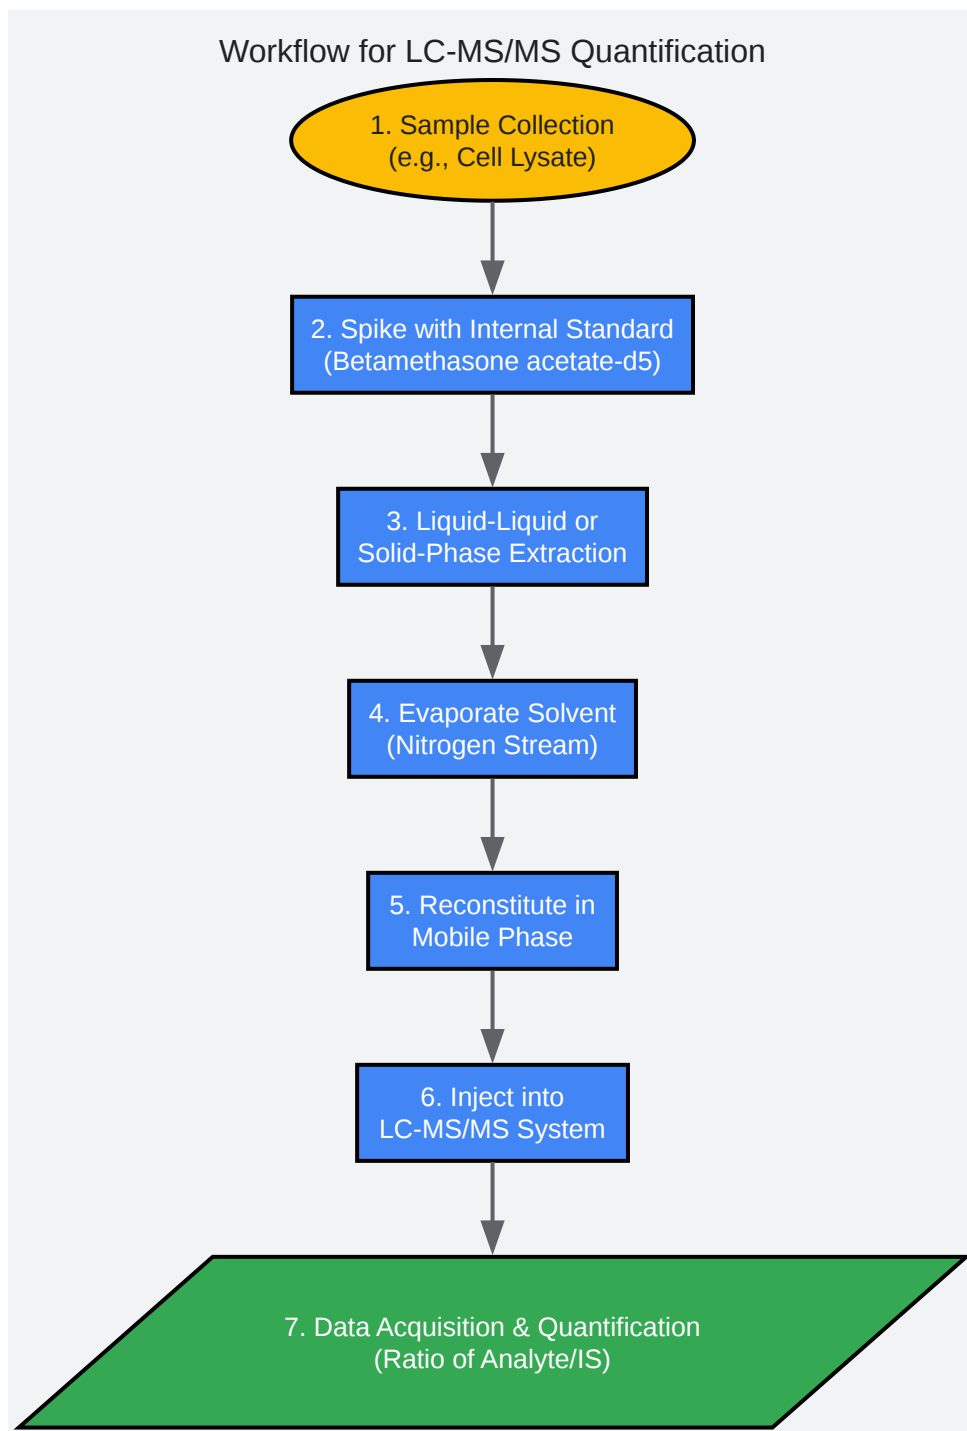 Workflow for LC-MS/MS Quantification
1. Sample Collection
(e.g., Cell Lysate)
2. Spike with Internal Standard
(Betamethasone acetate-d5)
3. Liquid-Liquid or
Solid-Phase Extraction
4. Evaporate Solvent
(Nitrogen Stream)
5. Reconstitute in
Mobile Phase
6. Inject into
LC-MS/MS System
7. Data Acquisition & Quantification
(Ratio of Analyte/IS)